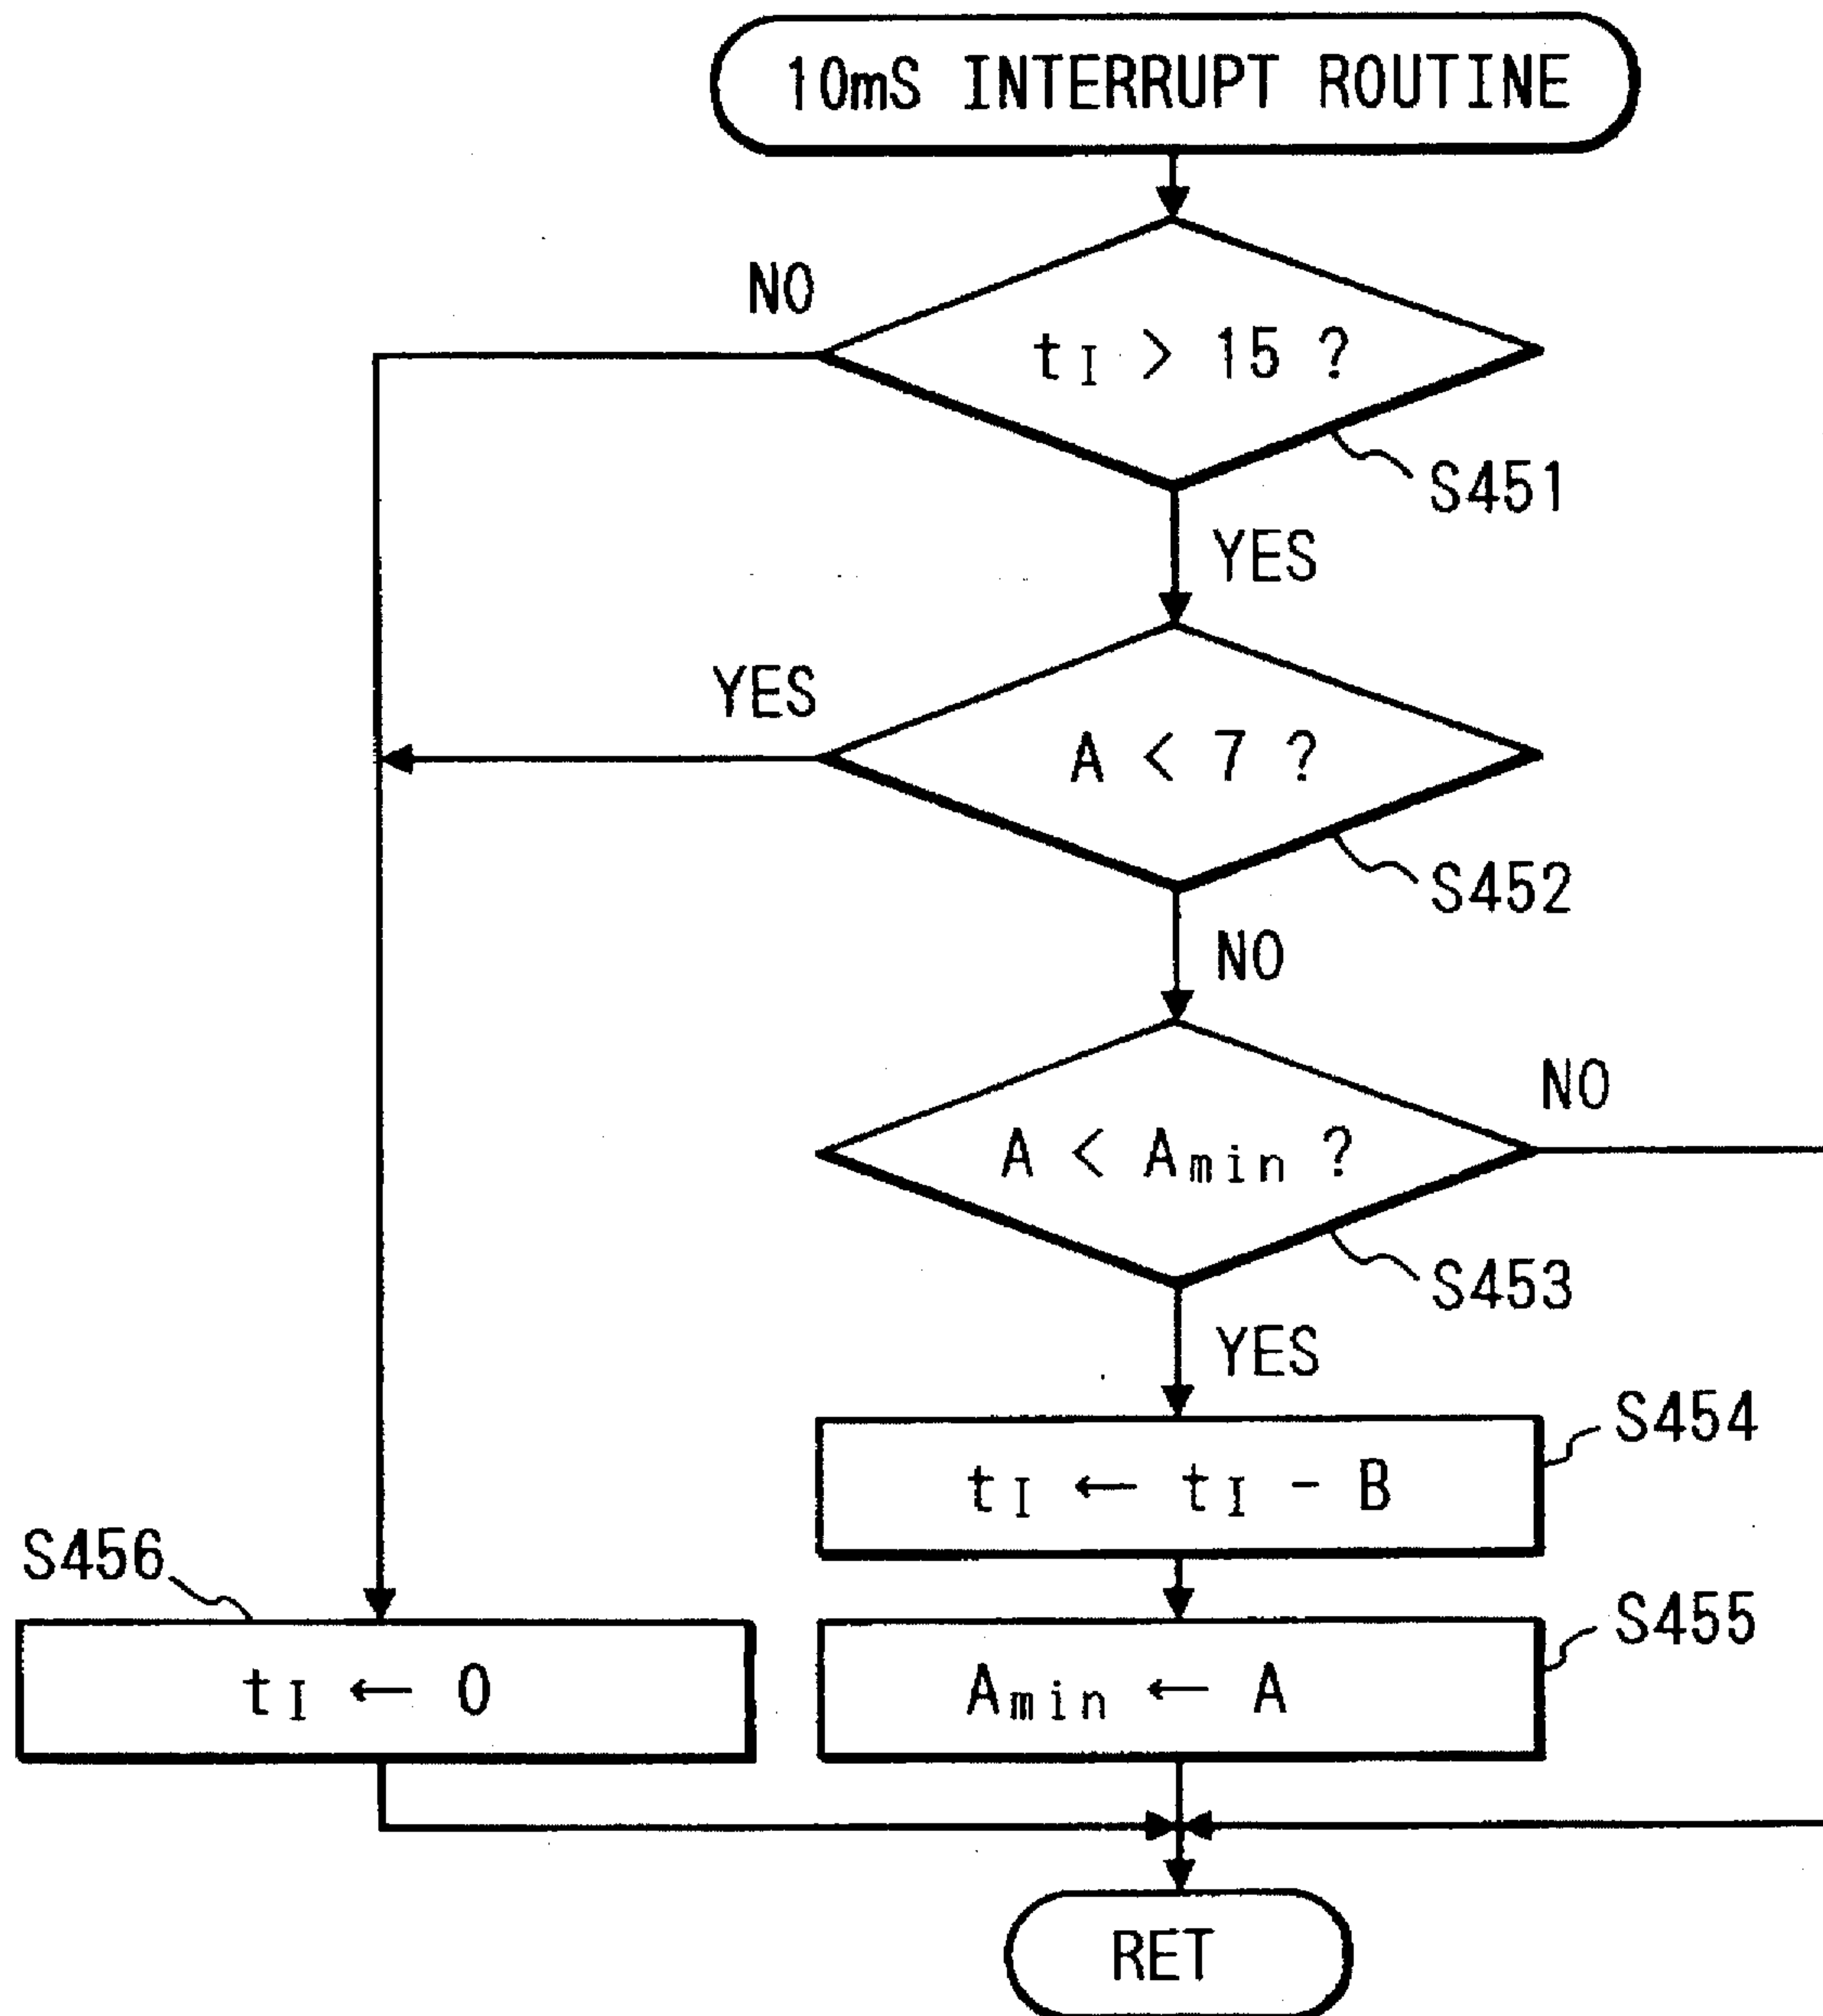 10mS INTERRUPT ROUTINE
NO
tI > 15 ?
S451
YES
YES
A < 7 ?
S452
NO
NO
A < Amin ?
S453
YES
S454
tI ← tI - B
S456
S455
tI ← 0
Amin ← A
RET